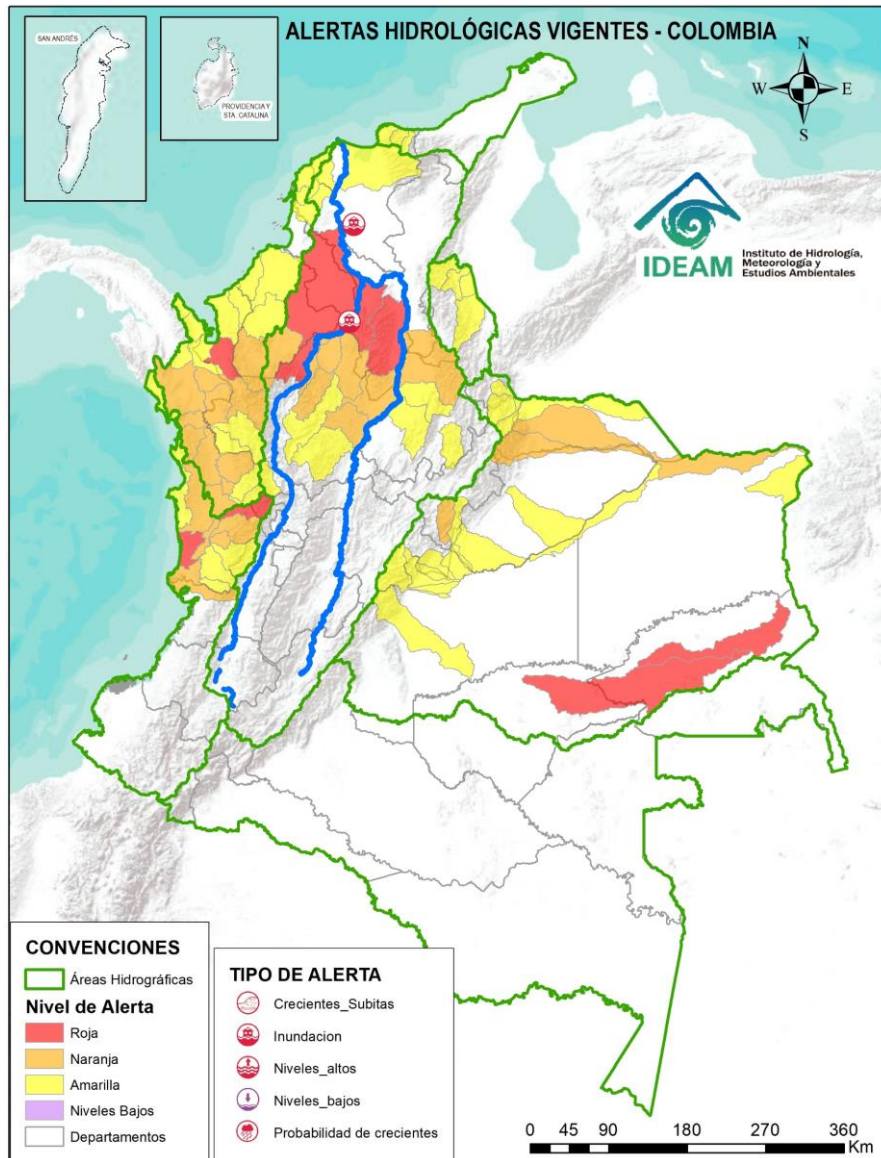 SAN ANDRÉS
PROVIDENCIA Y
STA. CATALINA
ALERTAS HIDROLÓGICAS VIGENTES - COLOMBIA
N
W
E
S
IDEAM
Instituto de Hidrología,
Meteorología y
Estudios Ambientales
CONVENCIONES
Áreas Hidrográficas
Nivel de Alerta
Roja
Naranja
Amarilla
Niveles Bajos
Departamentos
TIPO DE ALERTA
Crecientes_Subitas
Inundacion
Niveles_altos
Niveles_bajos
Probabilidad de crecientes
0 45 90 180 270 360
Km